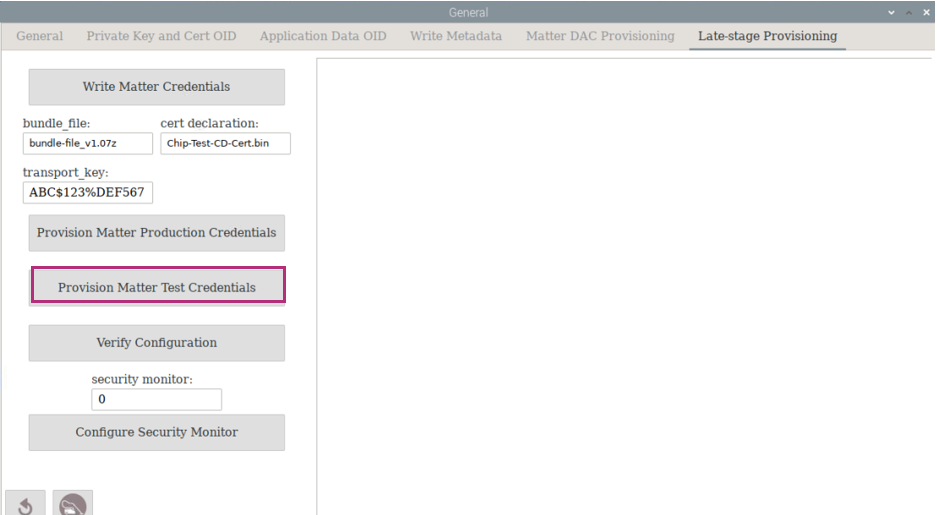 General
General Private Key and Cert OID Application Data OID Write Metadata Matter DAC Provisioning Late-stage Provisioning
Write Matter Credentials
bundle_file: cert declaration:
bundle-file_v1.07z Chip-Test-CD-Cert.bin
transport_key:
ABC$123%DEF567
Provision Matter Production Credentials
Provision Matter Test Credentials
Verify Configuration
security monitor:
0
Configure Security Monitor